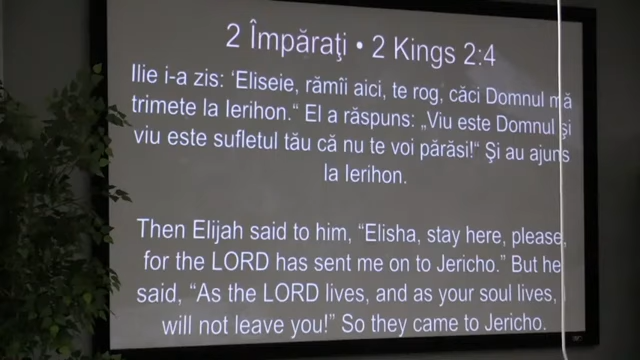 2 Împăraţi • 2 Kings 2:4
Ilie i-a zis: ‘Eliseie, rămîi aici, te rog, căci Domnul mă
trimete la Ierihon.“ El a răspuns: „Viu este Domnul şi
viu este sufletul tău că nu te voi părăsi!“ Şi au ajuns
la Ierihon.
Then Elijah said to him, “Elisha, stay here, please,
for the LORD has sent me on to Jericho.” But he
said, “As the LORD lives, and as your soul lives, I
will not leave you!” So they came to Jericho.